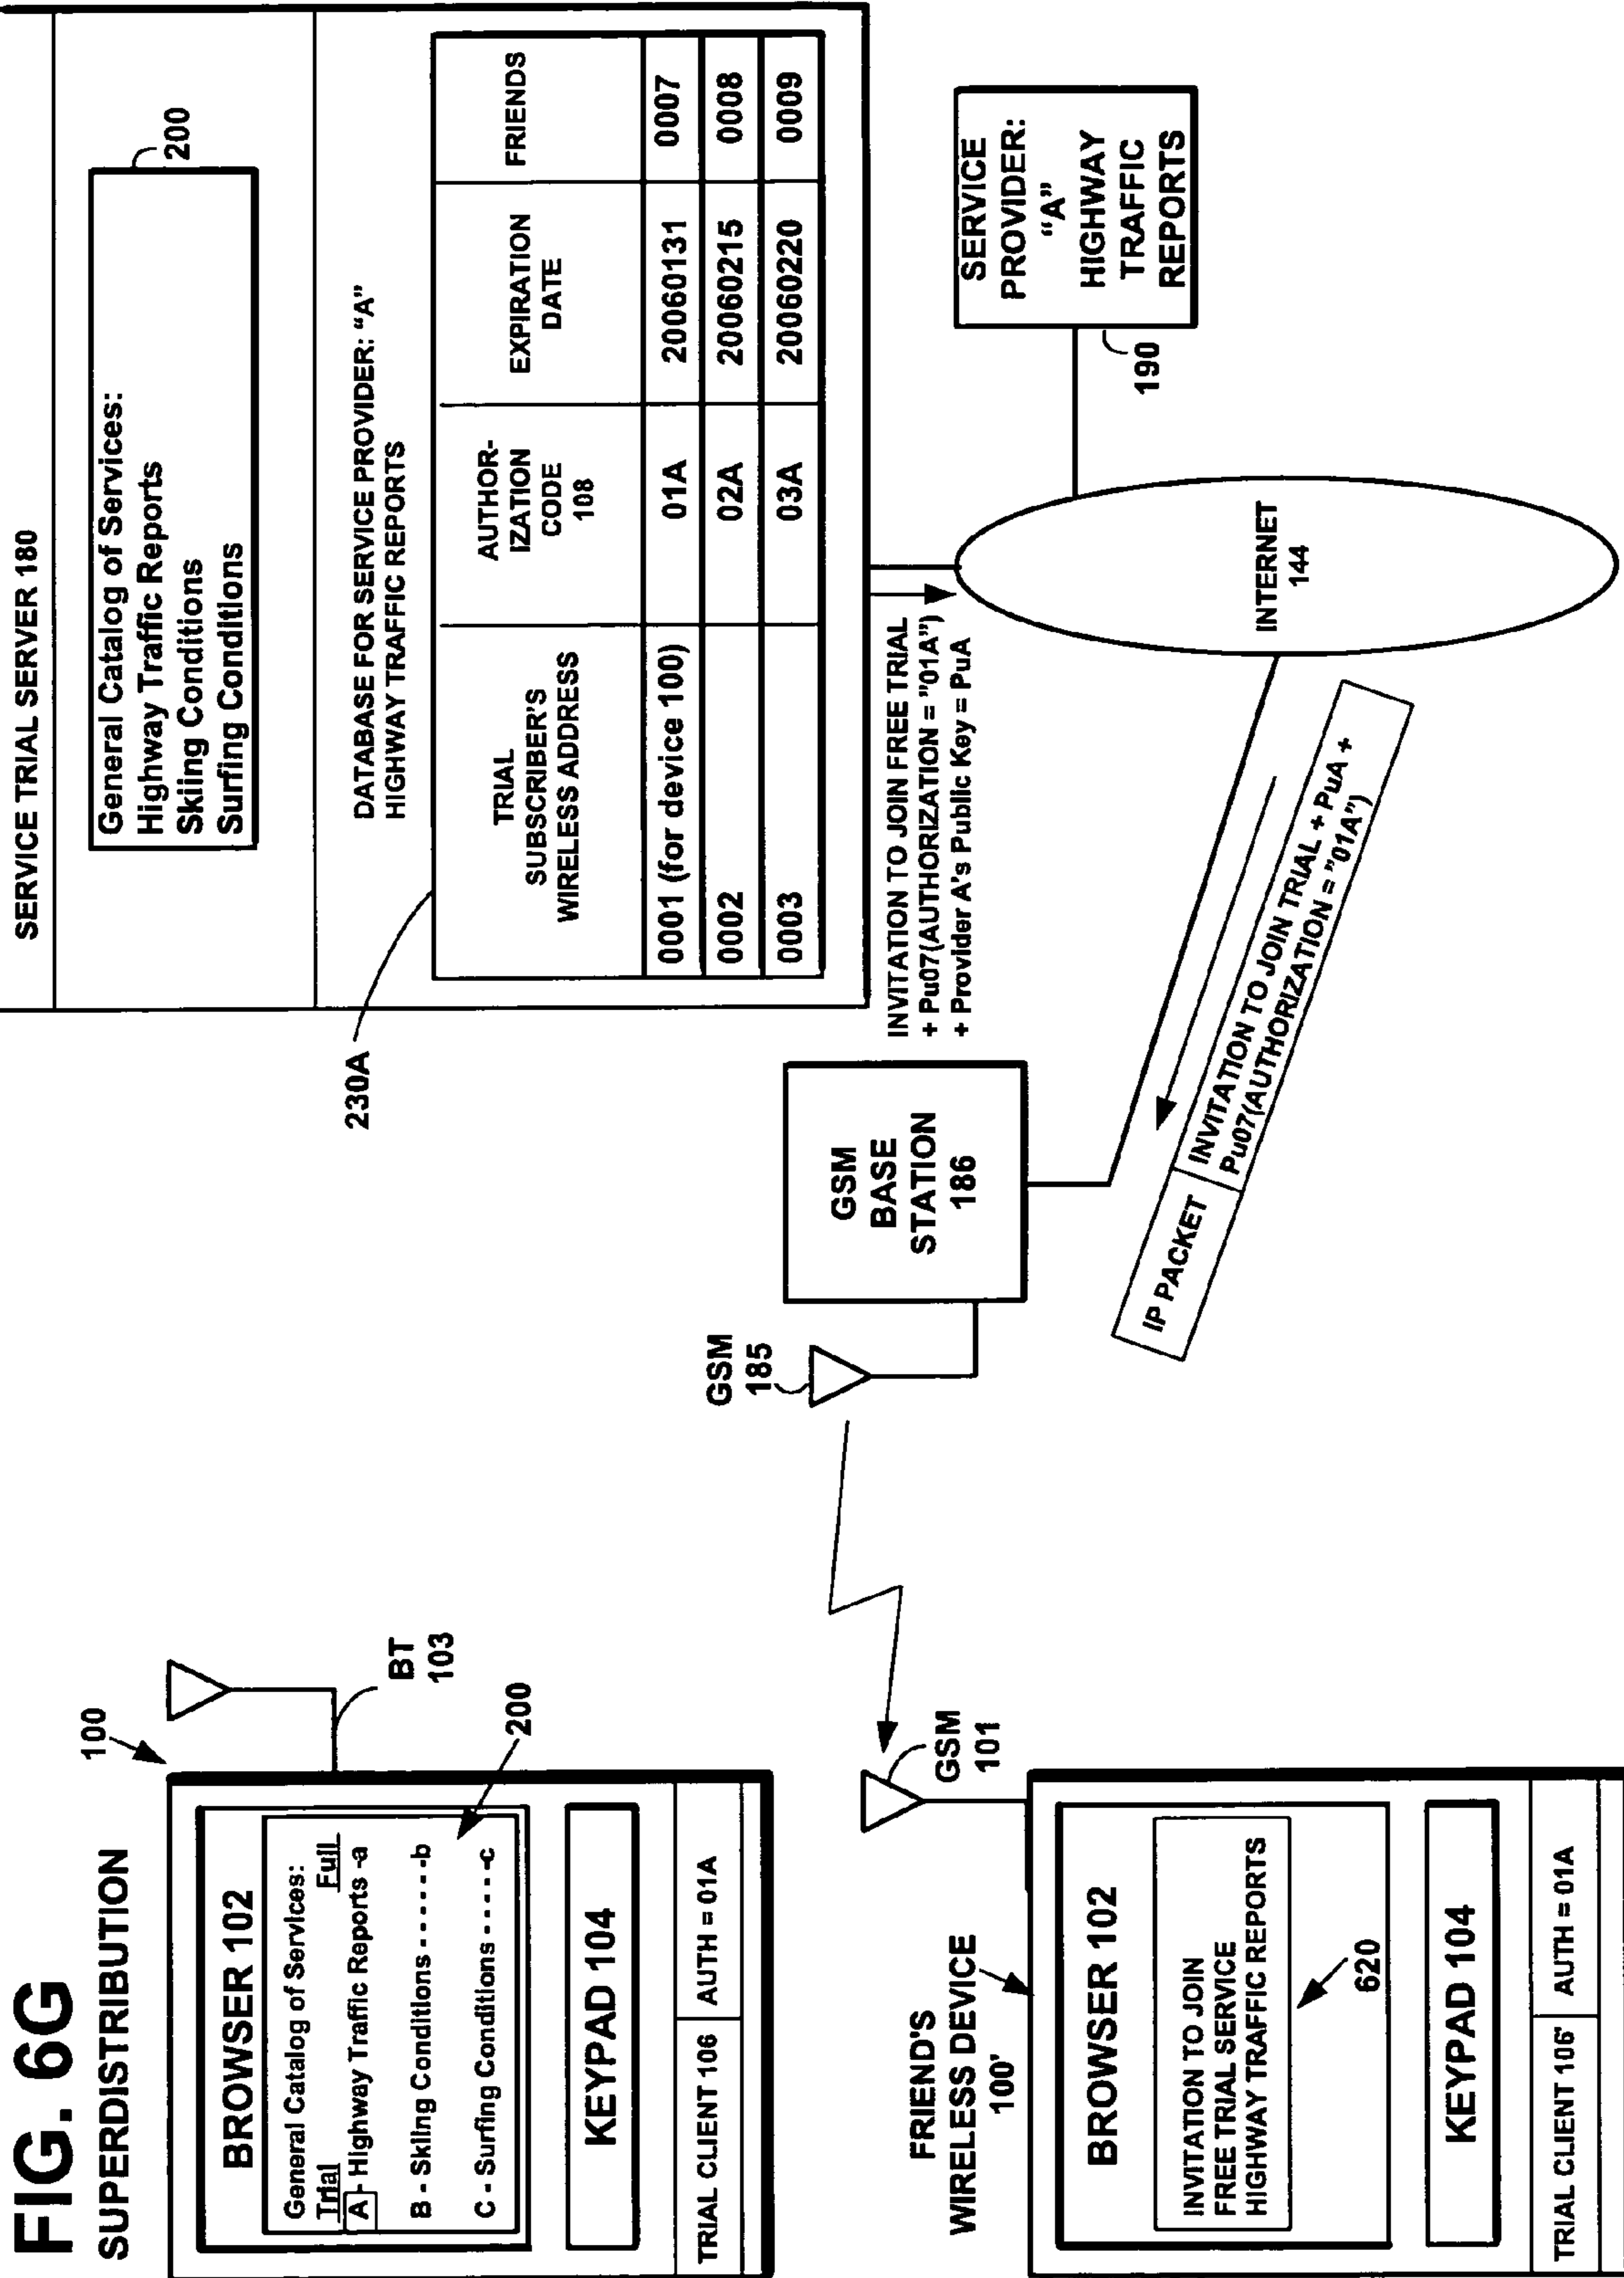 FIG. 6G
SUPERDISTRIBUTION
100
BROWSER 102
General Catalog of Services:
Trial Full
A - Highway Traffic Reports -a
B - Skiing Conditions - - - - - -b
C - Surfing Conditions - - - - -c
KEYPAD 104
TRIAL CLIENT 106 AUTH = 01A
BT
103
200
FRIEND'S
WIRELESS DEVICE
100'
BROWSER 102
INVITATION TO JOIN
FREE TRIAL SERVICE
HIGHWAY TRAFFIC REPORTS
620
KEYPAD 104
TRIAL CLIENT 106' AUTH = 01A
GSM
101
GSM
185
GSM
BASE
STATION
186
SERVICE TRIAL SERVER 180
General Catalog of Services:
Highway Traffic Reports
Skiing Conditions
Surfing Conditions
200
DATABASE FOR SERVICE PROVIDER: "A"
HIGHWAY TRAFFIC REPORTS
230A
TRIAL
SUBSCRIBER'S
WIRELESS ADDRESS
AUTHOR-
IZATION
CODE
108
EXPIRATION
DATE
FRIENDS
0001 (for device 100) 01A 20060131 0007
0002 02A 20060215 0008
0003 03A 20060220 0009
INVITATION TO JOIN FREE TRIAL
+ Pu07(AUTHORIZATION = "01A")
+ Provider A's Public Key = PuA
IP PACKET
INVITATION TO JOIN TRIAL + PuA +
Pu07(AUTHORIZATION = "01A")
INTERNET
144
SERVICE
PROVIDER:
"A"
HIGHWAY
TRAFFIC
REPORTS
190